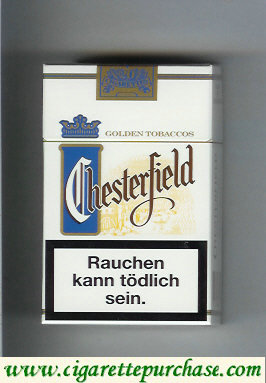 GOLDEN TOBACCOS
Chesterfield
Rauchen
kann tödlich
sein.
www.cigarettepurchase.com